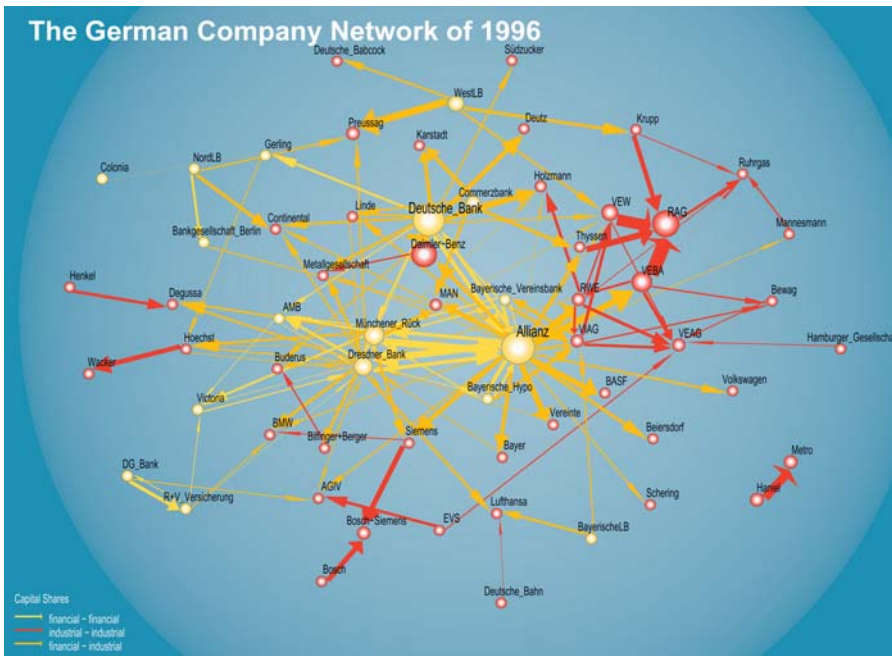 The German Company Network of 1996
Deutsche_Babcock
Südzucker
WestLB
Preussag
Karstadt
Deutz
Krupp
Gerling
Colonia
NordLB
Holzmann
Ruhrgas
Commerzbank
Linde
Deutsche_Bank
VEW
RAG
Continental
Bankgesellschaft_Berlin
Thyssen
Mannesmann
Daimler-Benz
Metallgesellschaft
VEBA
Henkel
Degussa
MAN
Bayerische_Vereinsbank
RWE
Bewag
AMB
Münchener_Rück
Allianz
VIAG
VEAG
Hamburger_Gesellscha
Hoechst
Wacker
Buderus
Dresdner_Bank
Bayerische_Hypo
BASF
Volkswagen
Victoria
BMW
Bilfinger+Berger
Siemens
Vereinte
Beiersdorf
Bayer
Metro
DG_Bank
R+V_Versicherung
AGIV
Lufthansa
Schering
Haniel
Bosch-Siemens
EVS
BayerischeLB
Bosch
Deutsche_Bahn
Capital Shares
financial - financial
industrial - industrial
financial - industrial